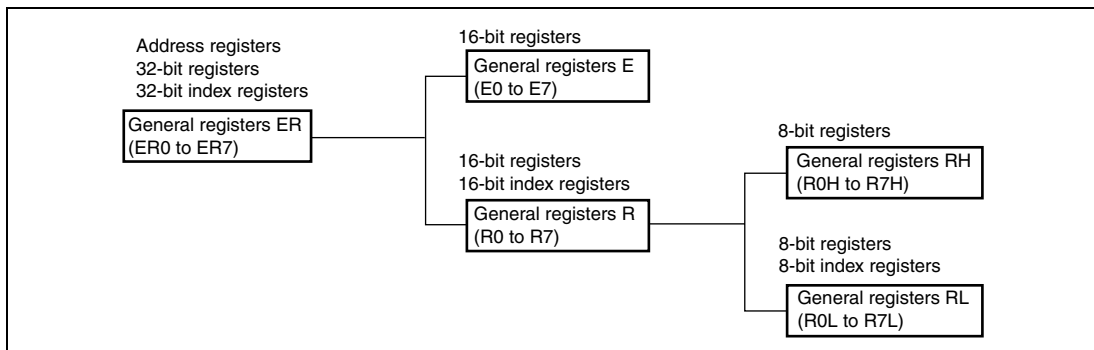 Address registers
32-bit registers
32-bit index registers
General registers ER
(ER0 to ER7)
16-bit registers
General registers E
(E0 to E7)
16-bit registers
16-bit index registers
General registers R
(R0 to R7)
8-bit registers
General registers RH
(R0H to R7H)
8-bit registers
8-bit index registers
General registers RL
(R0L to R7L)